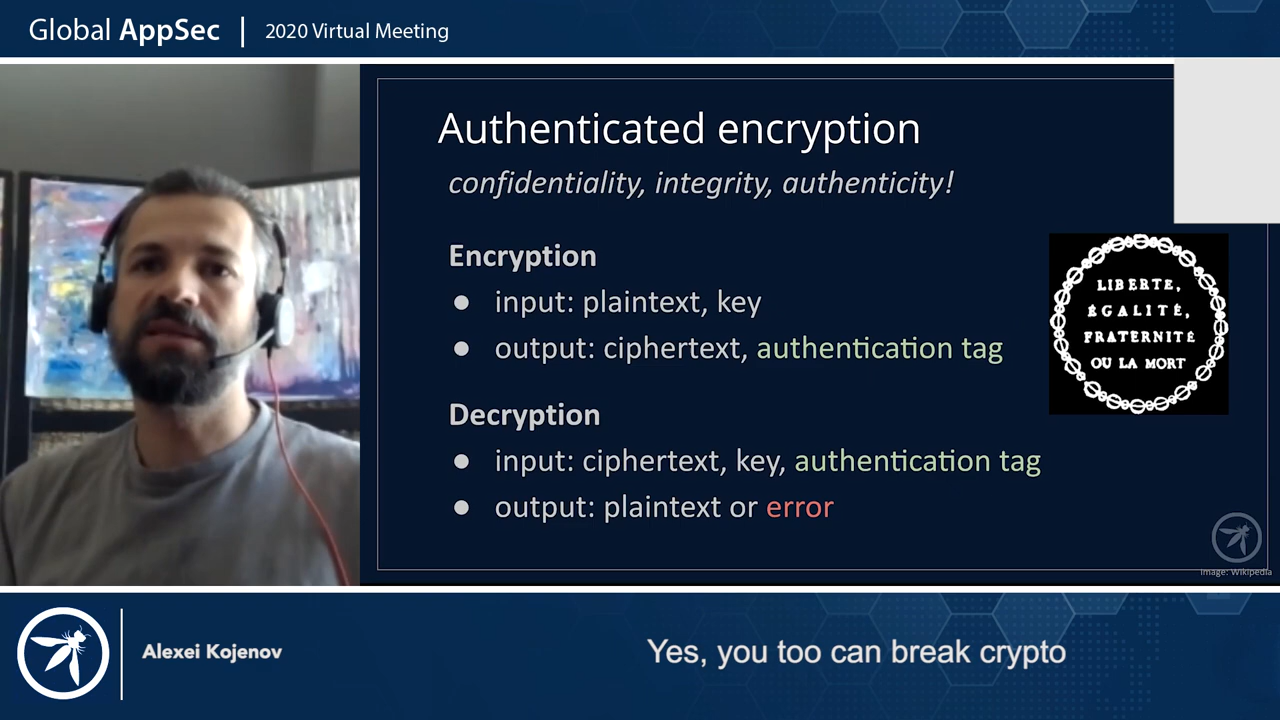 Global AppSec | 2020 Virtual Meeting
Authenticated encryption
confidentiality, integrity, authenticity!
Encryption
● input: plaintext, key
● output: ciphertext, authentication tag
Decryption
● input: ciphertext, key, authentication tag
● output: plaintext or error
LIBERTE,
ÉGALITÉ,
FRATERNITÉ
OU LA MORT
Image: Wikipedia
Alexei Kojenov
Yes, you too can break crypto